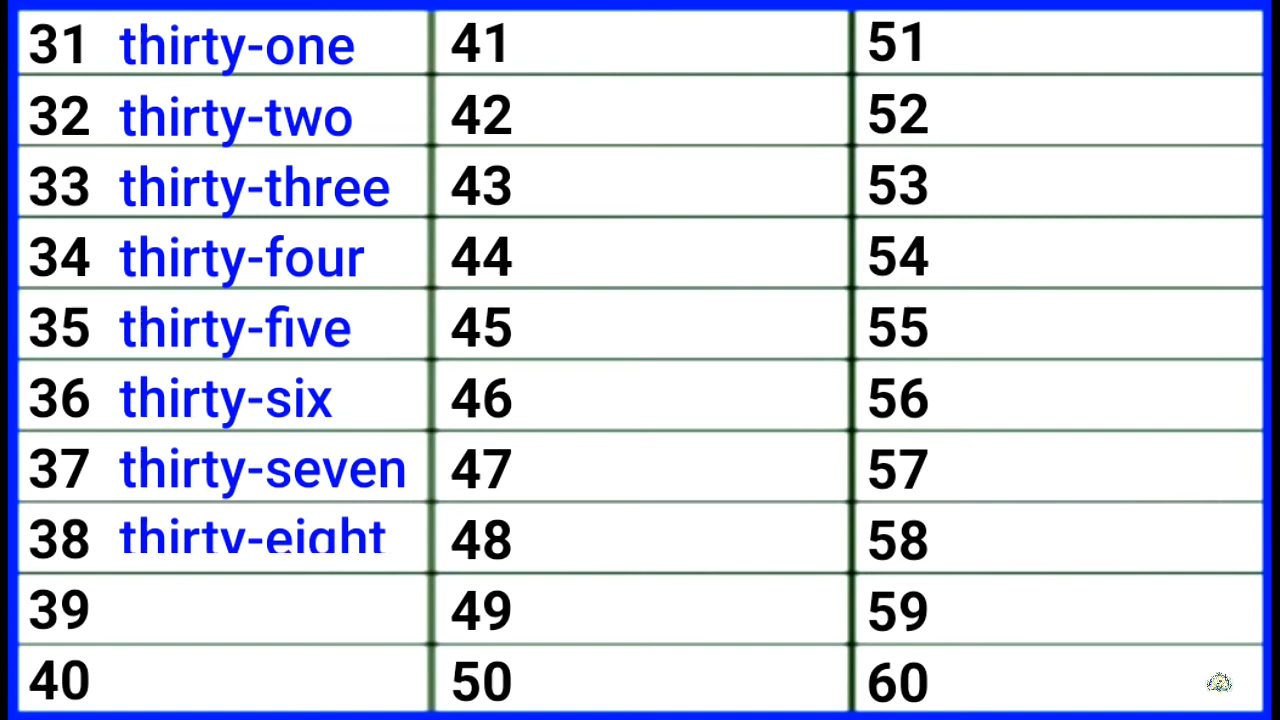 31 thirty-one 41 51
32 thirty-two 42 52
33 thirty-three 43 53
34 thirty-four 44 54
35 thirty-five 45 55
36 thirty-six 46 56
37 thirty-seven 47 57
38 thirty-eight 48 58
39 49 59
40 50 60